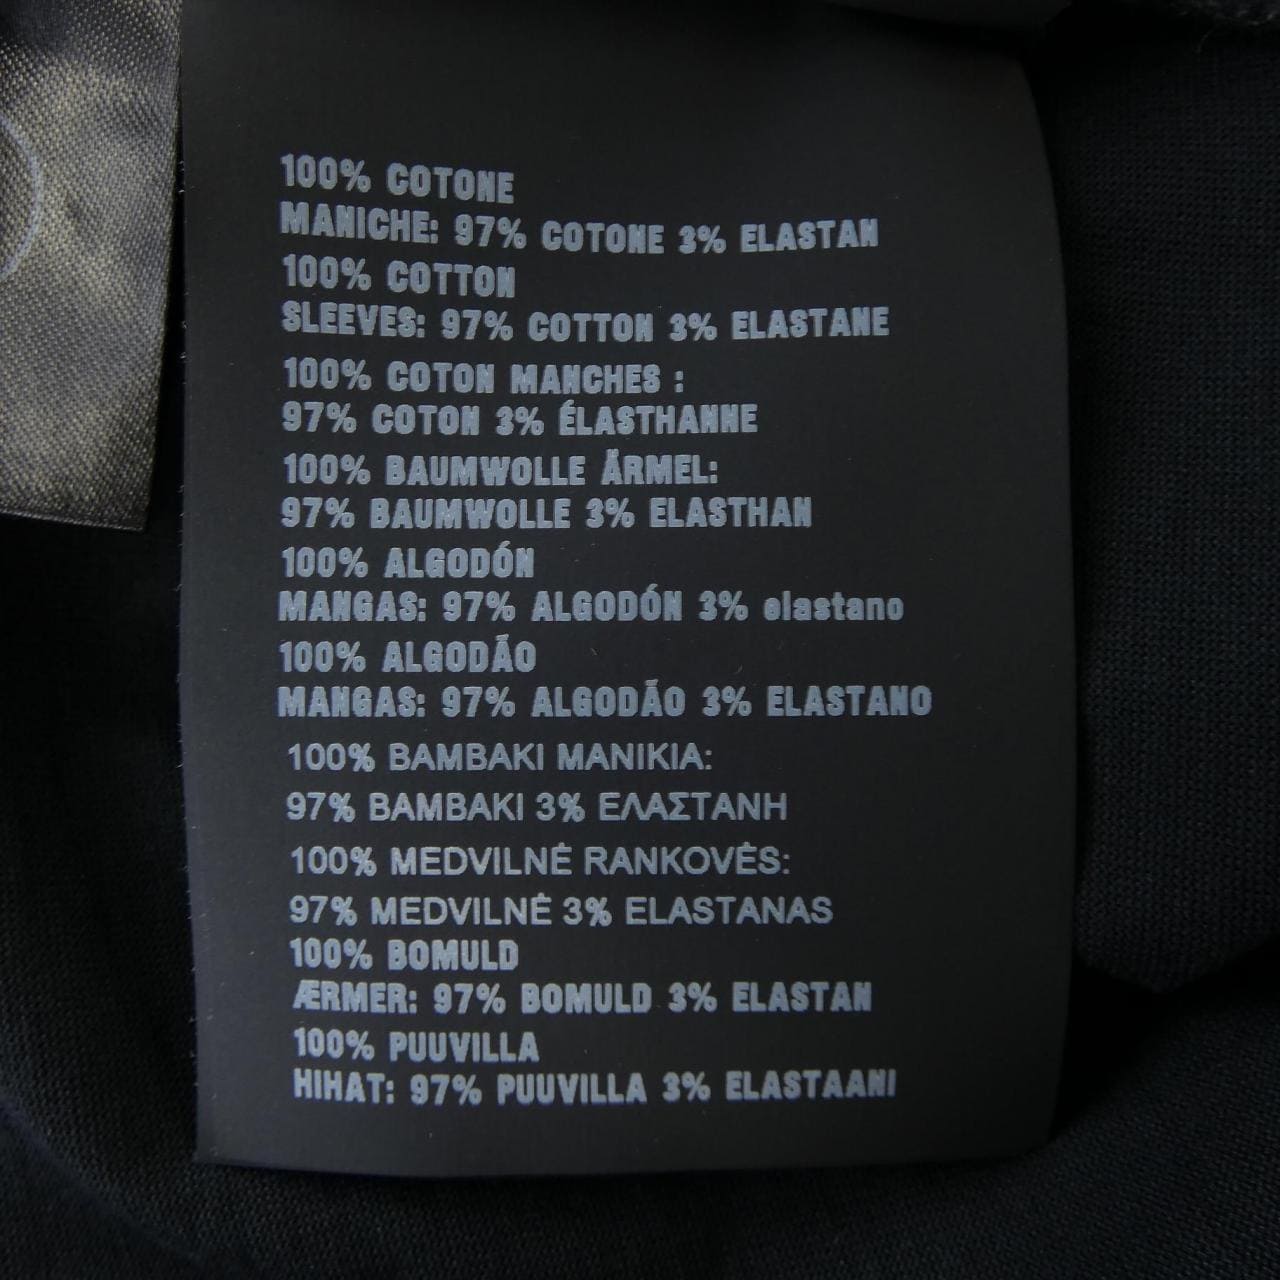 100% COTONE
MANICHE: 97% COTONE 3% ELASTAN
100% COTTON
SLEEVES: 97% COTTON 3% ELASTANE
100% COTON MANCHES :
97% COTON 3% ÉLASTHANNE
100% BAUMWOLLE ÄRMEL:
97% BAUMWOLLE 3% ELASTHAN
100% ALGODÓN
MANGAS: 97% ALGODÓN 3% elastano
100% ALGODÃO
MANGAS: 97% ALGODÃO 3% ELASTANO
100% ΒΑΜΒΑΚΙ ΜΑΝΙΚΙΑ:
97% ΒΑΜΒΑΚΙ 3% ΕΛΑΣΤΑΝΗ
100% MEDVILNĖ RANKOVĖS:
97% MEDVILNĖ 3% ELASTANAS
100% BOMULD
ÆRMER: 97% BOMULD 3% ELASTAN
100% PUUVILLA
HIHAT: 97% PUUVILLA 3% ELASTAANI